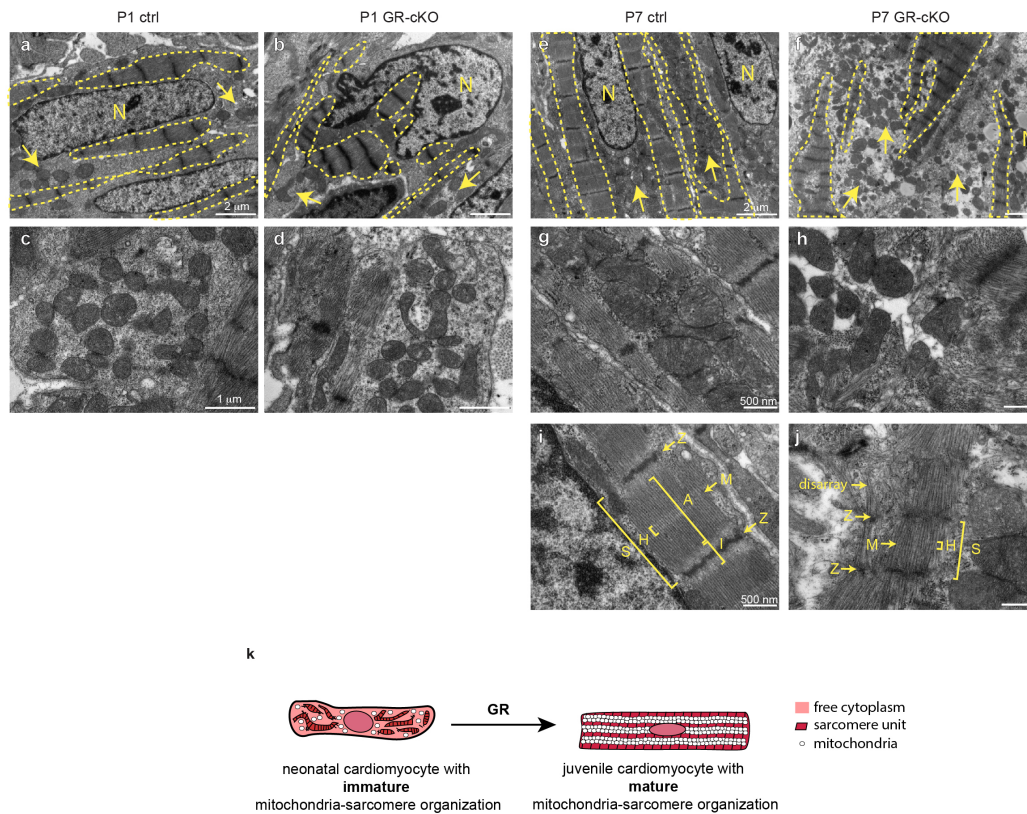 P1 ctrl
P1 GR-cKO
P7 ctrl
P7 GR-cKO
a
N
2 μm
b
N
e
N
N
2 μm
f
N
c
1 μm
d
g
500 nm
h
i
Z
M
A
Z
I
H
S
500 nm
j
disarray
Z
M
H
S
Z
k
GR
neonatal cardiomyocyte with
immature
mitochondria-sarcomere organization
juvenile cardiomyocyte with
mature
mitochondria-sarcomere organization
free cytoplasm
sarcomere unit
mitochondria